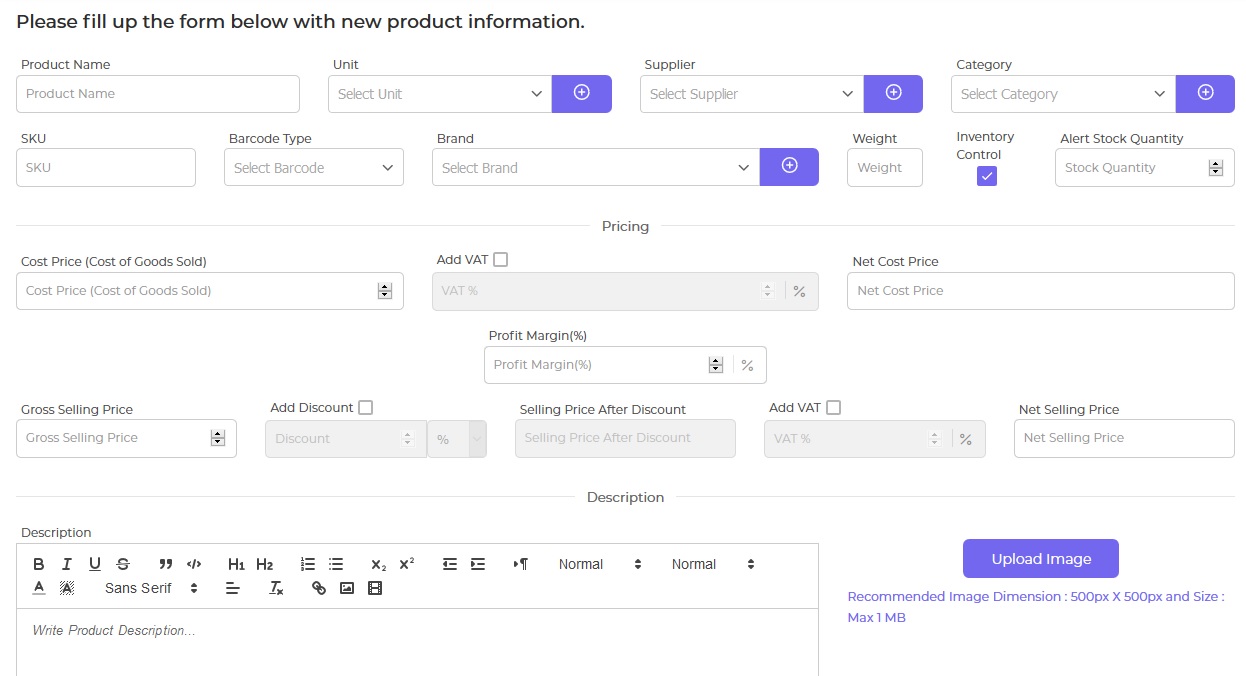 Please fill up the form below with new product information.
Product Name Unit Supplier Category
Product Name Select Unit Select Supplier Select Category
SKU Barcode Type Brand Weight Inventory Control Alert Stock Quantity
SKU Select Barcode Select Brand Weight Stock Quantity
Pricing
Cost Price (Cost of Goods Sold) Add VAT Net Cost Price
Cost Price (Cost of Goods Sold) VAT % % Net Cost Price
Profit Margin(%)
Profit Margin(%) %
Gross Selling Price Add Discount Selling Price After Discount Add VAT Net Selling Price
Gross Selling Price Discount % Selling Price After Discount VAT % % Net Selling Price
Description
Description
B I U S H1 H2 X2 X2 Normal Normal
A A Sans Serif
Write Product Description...
Upload Image
Recommended Image Dimension : 500px X 500px and Size :
Max 1 MB